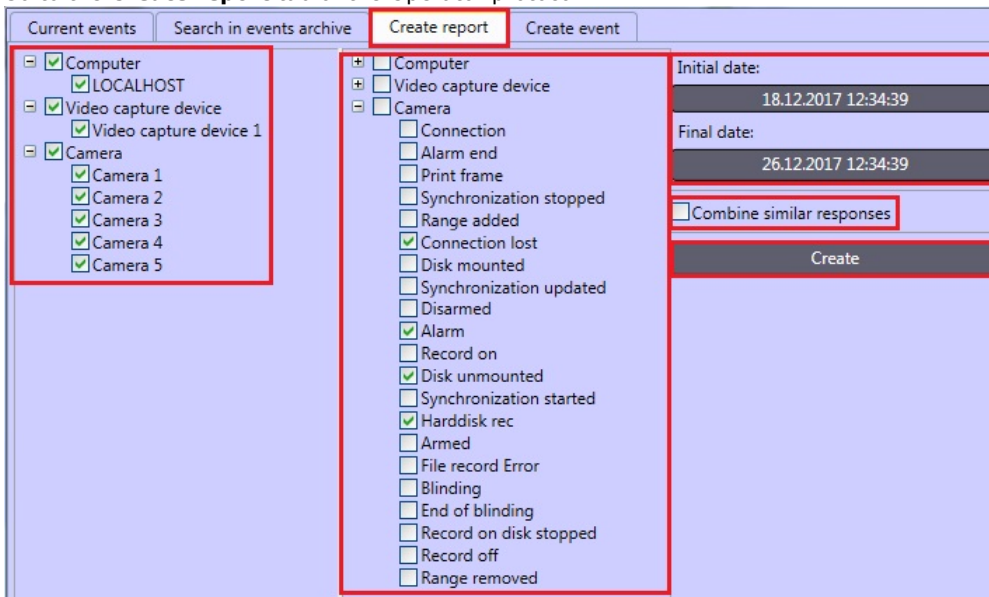 Current events
Search in events archive
Create report
Create event
Computer
LOCALHOST
Video capture device
Video capture device 1
Camera
Camera 1
Camera 2
Camera 3
Camera 4
Camera 5
Computer
Video capture device
Camera
Connection
Alarm end
Print frame
Synchronization stopped
Range added
Connection lost
Disk mounted
Synchronization updated
Disarmed
Alarm
Record on
Disk unmounted
Synchronization started
Harddisk rec
Armed
File record Error
Blinding
End of blinding
Record on disk stopped
Record off
Range removed
Initial date:
18.12.2017 12:34:39
Final date:
26.12.2017 12:34:39
Combine similar responses
Create